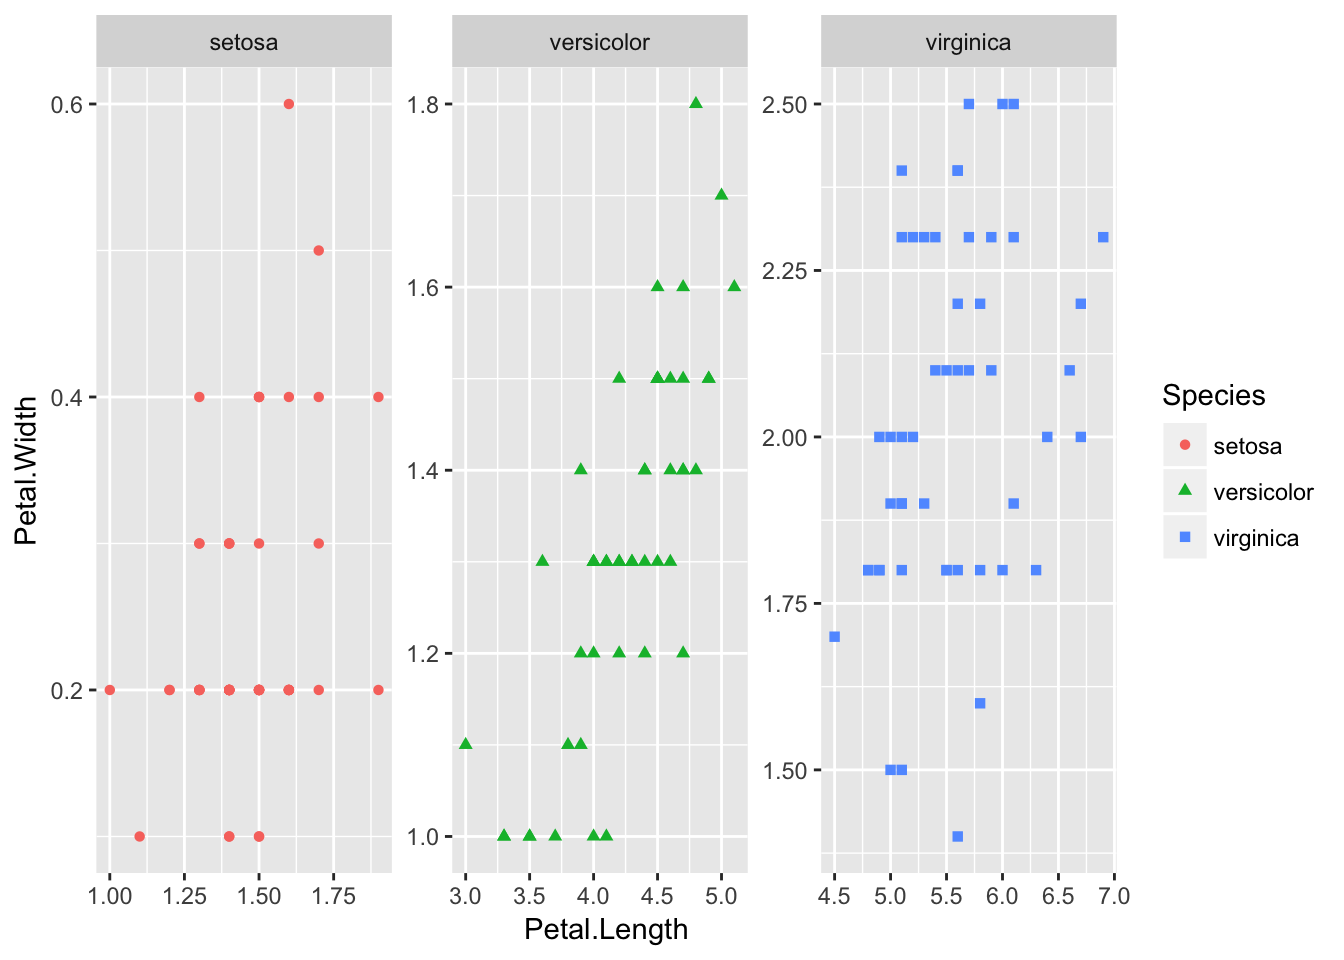 setosa versicolor virginica
0.6
0.4
0.2
1.8
1.6
1.4
1.2
1.0
2.50
2.25
2.00
1.75
1.50
Petal.Width
1.00 1.25 1.50 1.75
3.0 3.5 4.0 4.5 5.0
4.5 5.0 5.5 6.0 6.5 7.0
Petal.Length
Species
setosa
versicolor
virginica